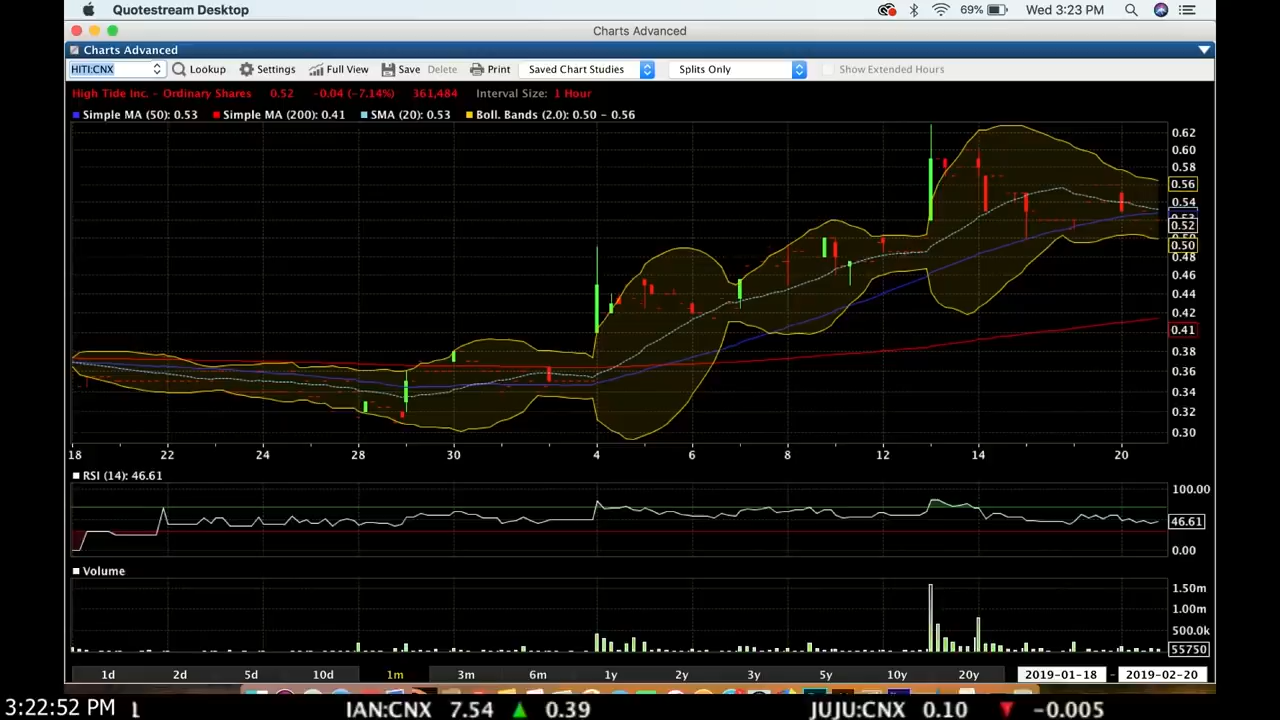 Quotestream Desktop 69% Wed 3:23 PM
Charts Advanced
Charts Advanced
HITI:CNX Lookup Settings Full View Save Delete Print Saved Chart Studies Splits Only Show Extended Hours
High Tide Inc. - Ordinary Shares 0.52 -0.04 (-7.14%) 361,484 Interval Size: 1 Hour
Simple MA (50): 0.53 Simple MA (200): 0.41 SMA (20): 0.53 Boll. Bands (2.0): 0.50 - 0.56
0.62
0.60
0.58
0.56
0.54
0.52
0.50
0.48
0.46
0.44
0.42
0.41
0.38
0.36
0.34
0.32
0.30
18 22 24 28 30 4 6 8 12 14 20
RSI (14): 46.61
100.00
46.61
0.00
Volume
1.50m
1.00m
500.0k
55750
1d 2d 5d 10d 1m 3m 6m 1y 2y 3y 5y 10y 20y 2019-01-18 - 2019-02-20
3:22:52 PM IAN:CNX 7.54 ▲ 0.39 JUJU:CNX 0.10 ▼ -0.005